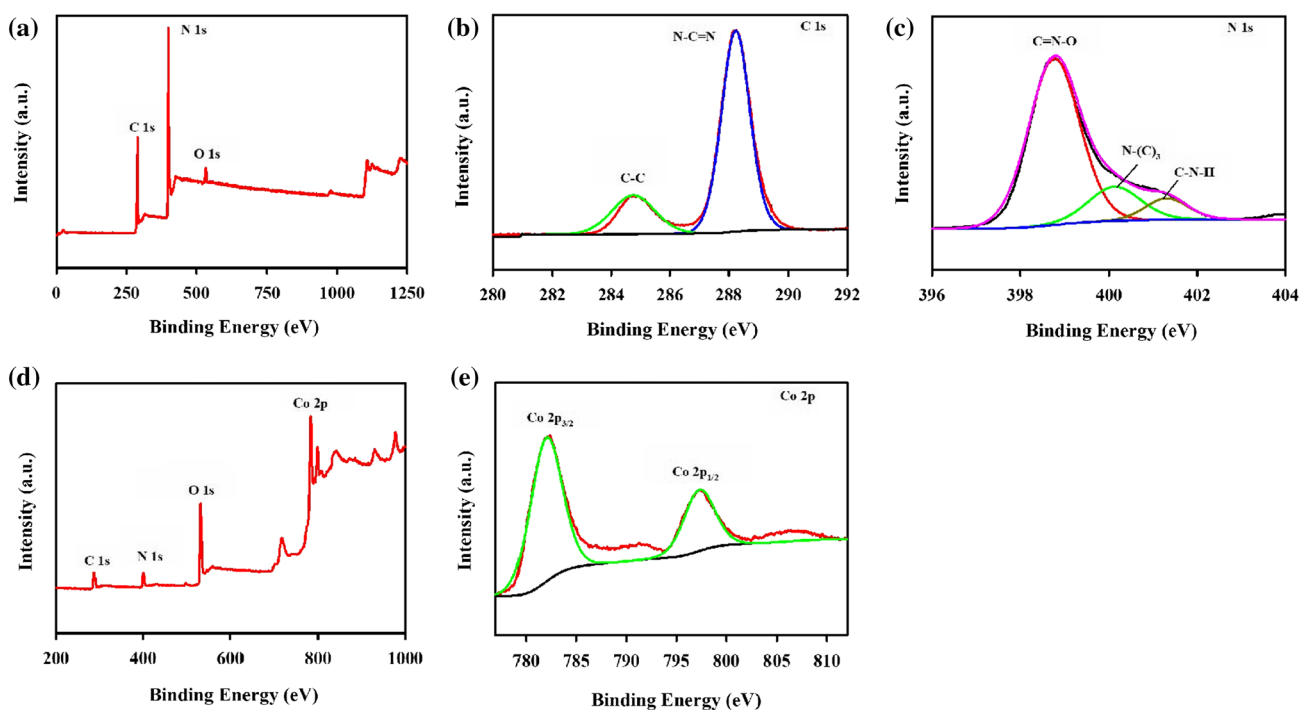 (a)
N 1s
C 1s
O 1s
Intensity (a.u.)
0 250 500 750 1000 1250
Binding Energy (eV)
(b)
C 1s
N-C=N
C-C
Intensity (a.u.)
280 282 284 286 288 290 292
Binding Energy (eV)
(c)
N 1s
C=N-O
N-(C)3
C-N-II
Intensity (a.u.)
396 398 400 402 404
Binding Energy (eV)
(d)
Co 2p
O 1s
C 1s
N 1s
Intensity (a.u.)
200 400 600 800 1000
Binding Energy (eV)
(e)
Co 2p
Co 2p3/2
Co 2p1/2
Intensity (a.u.)
780 785 790 795 800 805 810
Binding Energy (eV)